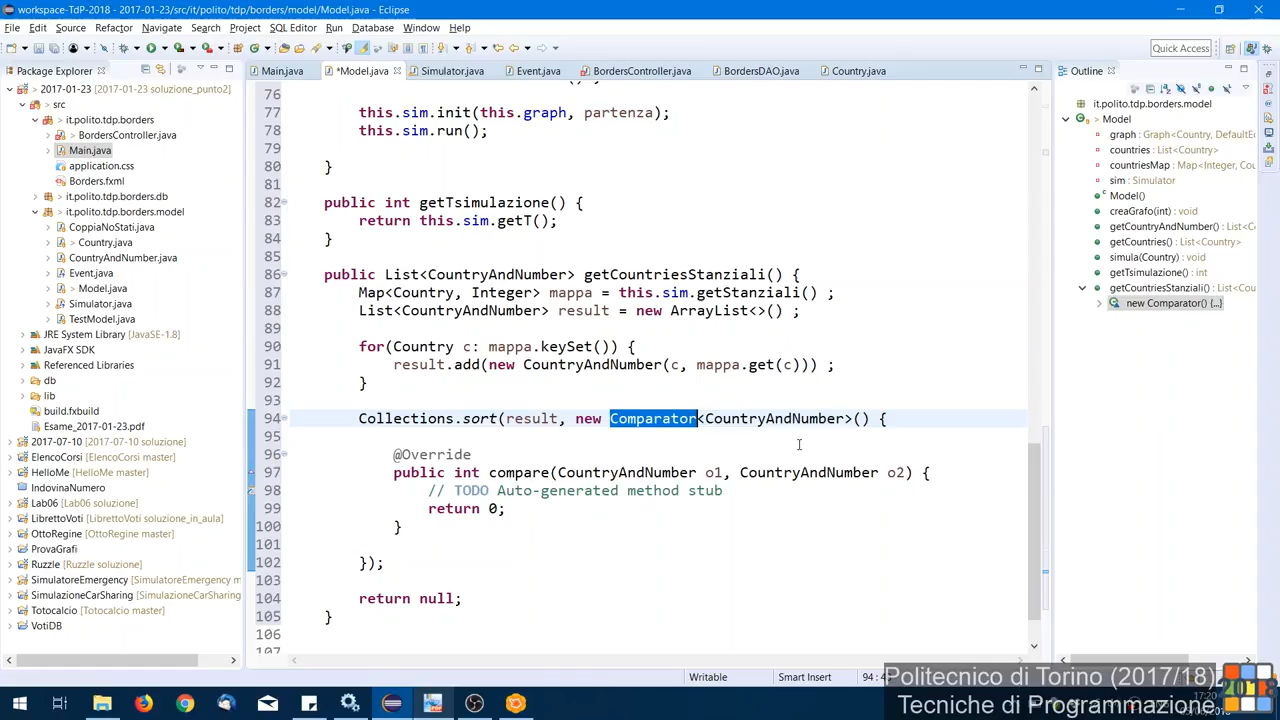 workspace-TdP-2018 - 2017-01-23/src/it/polito/tdp/borders/model/Model.java - Eclipse
File Edit Source Refactor Navigate Search Project SQL Editor Run Database Window Help
Quick Access
Package Explorer
Main.java *Model.java Simulator.java Event.java BordersController.java BordersDAO.java Country.java
Outline
2017-01-23 [2017-01-23 soluzione_punto2]
src
it.polito.tdp.borders
> BordersController.java
Main.java
application.css
Borders.fxml
> it.polito.tdp.borders.db
> it.polito.tdp.borders.model
CoppiaNoStati.java
> Country.java
CountryAndNumber.java
Event.java
> Model.java
Simulator.java
TestModel.java
JRE System Library [JavaSE-1.8]
JavaFX SDK
Referenced Libraries
db
lib
build.fxbuild
Esame_2017-01-23.pdf
2017-07-10 [Soluzione]
ElencoCorsi [ElencoCorsi master]
HelloMe [HelloMe master]
IndovinaNumero
Lab06 [Lab06 soluzione]
LibrettoVoti [LibrettoVoti soluzione_in_aula]
OttoRegine [OttoRegine master]
ProvaGrafi
Ruzzle [Ruzzle soluzione]
SimulatoreEmergency [SimulatoreEmergency m
SimulazioneCarSharing [SimulazioneCarSharing
Totocalcio [Totocalcio master]
VotiDB
76
77 this.sim.init(this.graph, partenza);
78 this.sim.run();
79
80 }
81
82 public int getTsimulazione() {
83 return this.sim.getT();
84 }
85
86 public List<CountryAndNumber> getCountriesStanziali() {
87 Map<Country, Integer> mappa = this.sim.getStanziali() ;
88 List<CountryAndNumber> result = new ArrayList<>() ;
89
90 for(Country c: mappa.keySet()) {
91 result.add(new CountryAndNumber(c, mappa.get(c))) ;
92 }
93
94 Collections.sort(result, new Comparator<CountryAndNumber>() {
95
96 @Override
97 public int compare(CountryAndNumber o1, CountryAndNumber o2) {
98 // TODO Auto-generated method stub
99 return 0;
100 }
101
102 });
103
104 return null;
105 }
106
107
it.polito.tdp.borders.model
Model
graph : Graph<Country, DefaultEc
countries : List<Country>
countriesMap : Map<Integer, Cou
sim : Simulator
Model()
creaGrafo(int) : void
getCountryAndNumber() : List<C
getCountries() : List<Country>
simula(Country) : void
getTsimulazione() : int
getCountriesStanziali() : List<Cou
new Comparator() {...}
Writable Smart Insert 94 : 4
Politecnico di Torino (2017/18)
Tecniche di Programmazione
2018
17:20